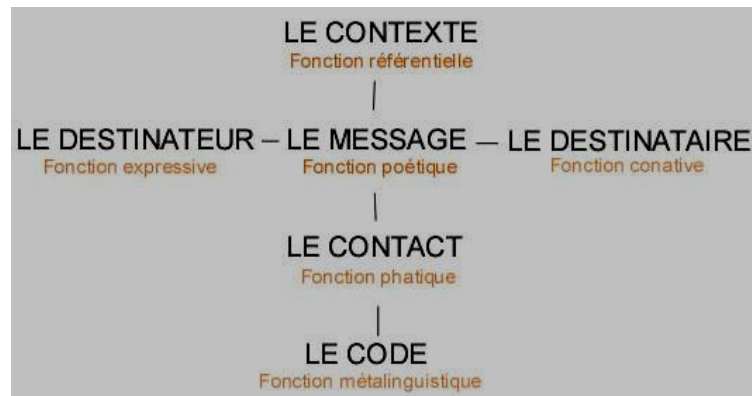 LE CONTEXTE
Fonction référentielle
LE DESTINATEUR – LE MESSAGE — LE DESTINATAIRE
Fonction expressive Fonction poétique Fonction conative
LE CONTACT
Fonction phatique
LE CODE
Fonction métalinguistique